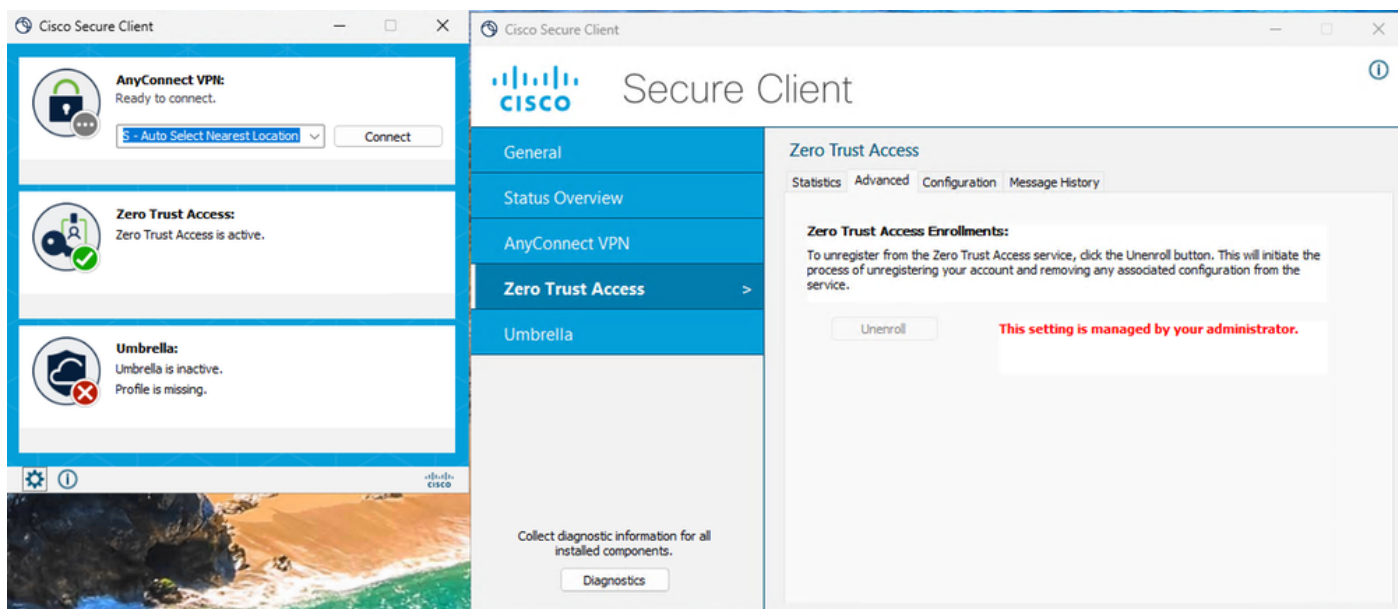 Cisco Secure Client
AnyConnect VPN:
Ready to connect.
S - Auto Select Nearest Location
Connect
Zero Trust Access:
Zero Trust Access is active.
Umbrella:
Umbrella is inactive.
Profile is missing.
CISCO
Cisco Secure Client
CISCO
Secure Client
General
Status Overview
AnyConnect VPN
Zero Trust Access >
Umbrella
Collect diagnostic information for all
installed components.
Diagnostics
Zero Trust Access
Statistics Advanced Configuration Message History
Zero Trust Access Enrollments:
To unregister from the Zero Trust Access service, click the Unenroll button. This will initiate the
process of unregistering your account and removing any associated configuration from the
service.
Unenroll
This setting is managed by your administrator.